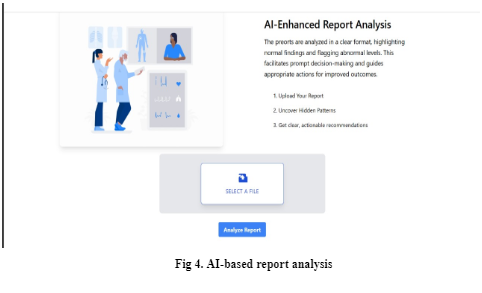 AI-Enhanced Report Analysis
The preorts are analyzed in a clear format, highlighting
normal findings and flagging abnormal levels. This
facilitates prompt decision-making and guides
appropriate actions for improved outcomes.
1. Upload Your Report
2. Uncover Hidden Patterns
3. Get clear, actionable recommendations
SELECT A FILE
Analyze Report
Fig 4. AI-based report analysis